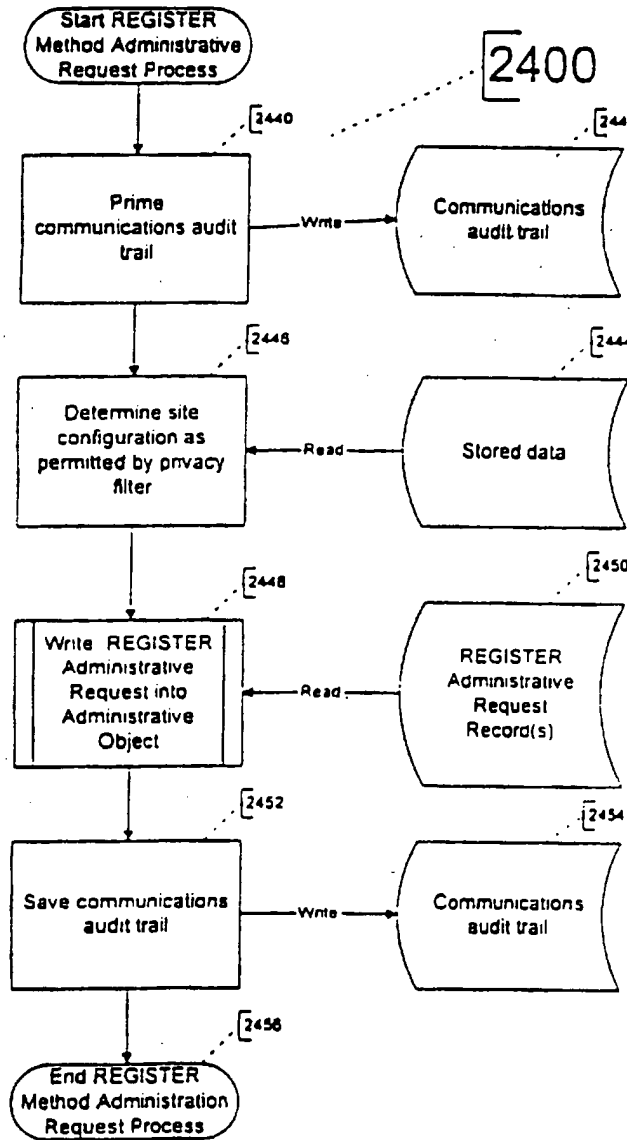 Start REGISTER
Method Administrative
Request Process
2400
2440
244
Prime
communications audit
trail
Write
Communications
audit trail
2446
244
Determine site
configuration as
permitted by privacy
filter
Read
Stored data
2448
2450
Write REGISTER
Administrative
Request into
Administrative
Object
Read
REGISTER
Administrative
Request
Record(s)
2452
2454
Save communications
audit trail
Write
Communications
audit trail
2456
End REGISTER
Method Administration
Request Process